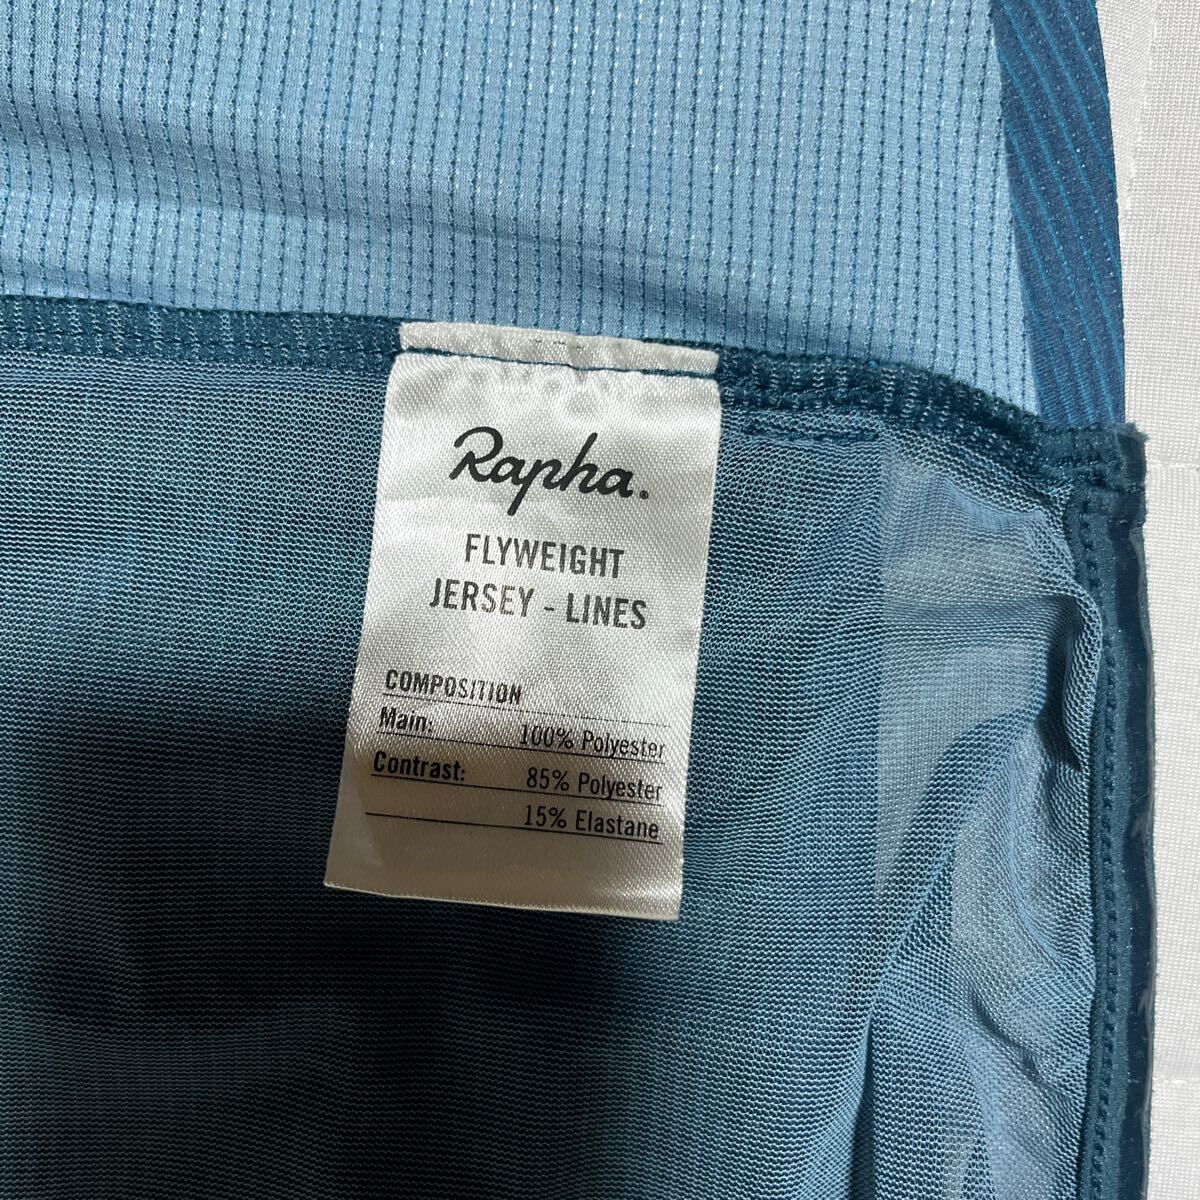 Rapha.
FLYWEIGHT
JERSEY - LINES
COMPOSITION
Main: 100% Polyester
Contrast: 85% Polyester
15% Elastane